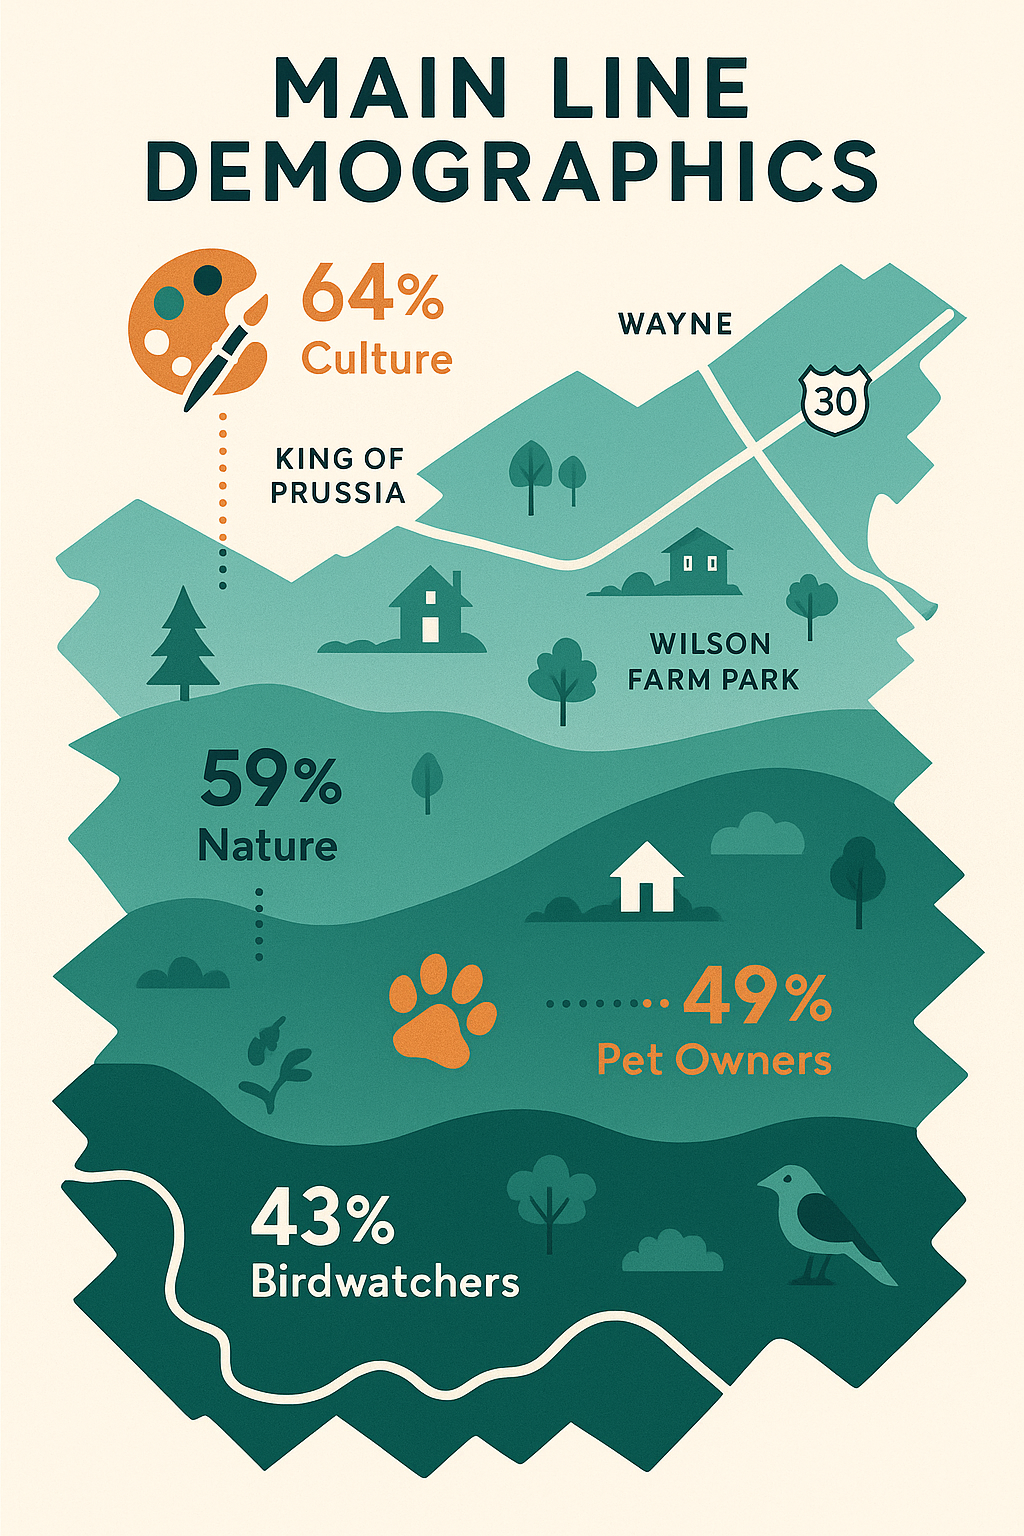 MAIN LINE
DEMOGRAPHICS
64%
Culture
WAYNE
30
KING OF
PRUSSIA
WILSON
FARM PARK
59%
Nature
49%
Pet Owners
43%
Birdwatchers